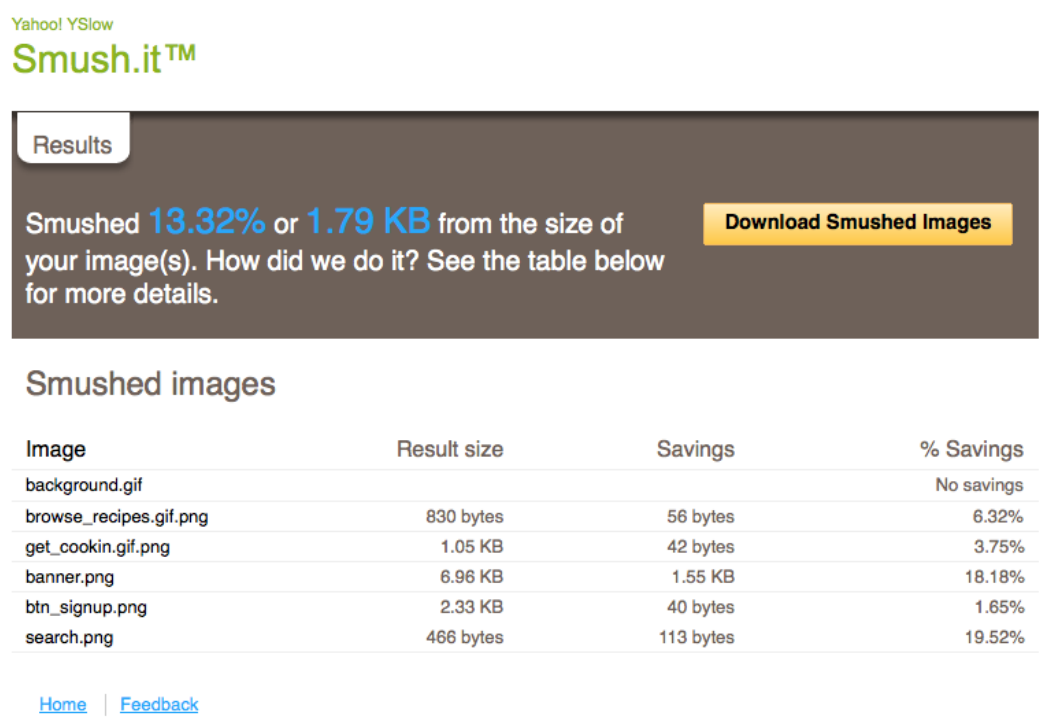 Yahoo! YSlow
Smush.it™
Results
Smushed 13.32% or 1.79 KB from the size of
your image(s). How did we do it? See the table below
for more details.
Download Smushed Images
Smushed images
Image Result size Savings % Savings
background.gif No savings
browse_recipes.gif.png 830 bytes 56 bytes 6.32%
get_cookin.gif.png 1.05 KB 42 bytes 3.75%
banner.png 6.96 KB 1.55 KB 18.18%
btn_signup.png 2.33 KB 40 bytes 1.65%
search.png 466 bytes 113 bytes 19.52%
Home Feedback